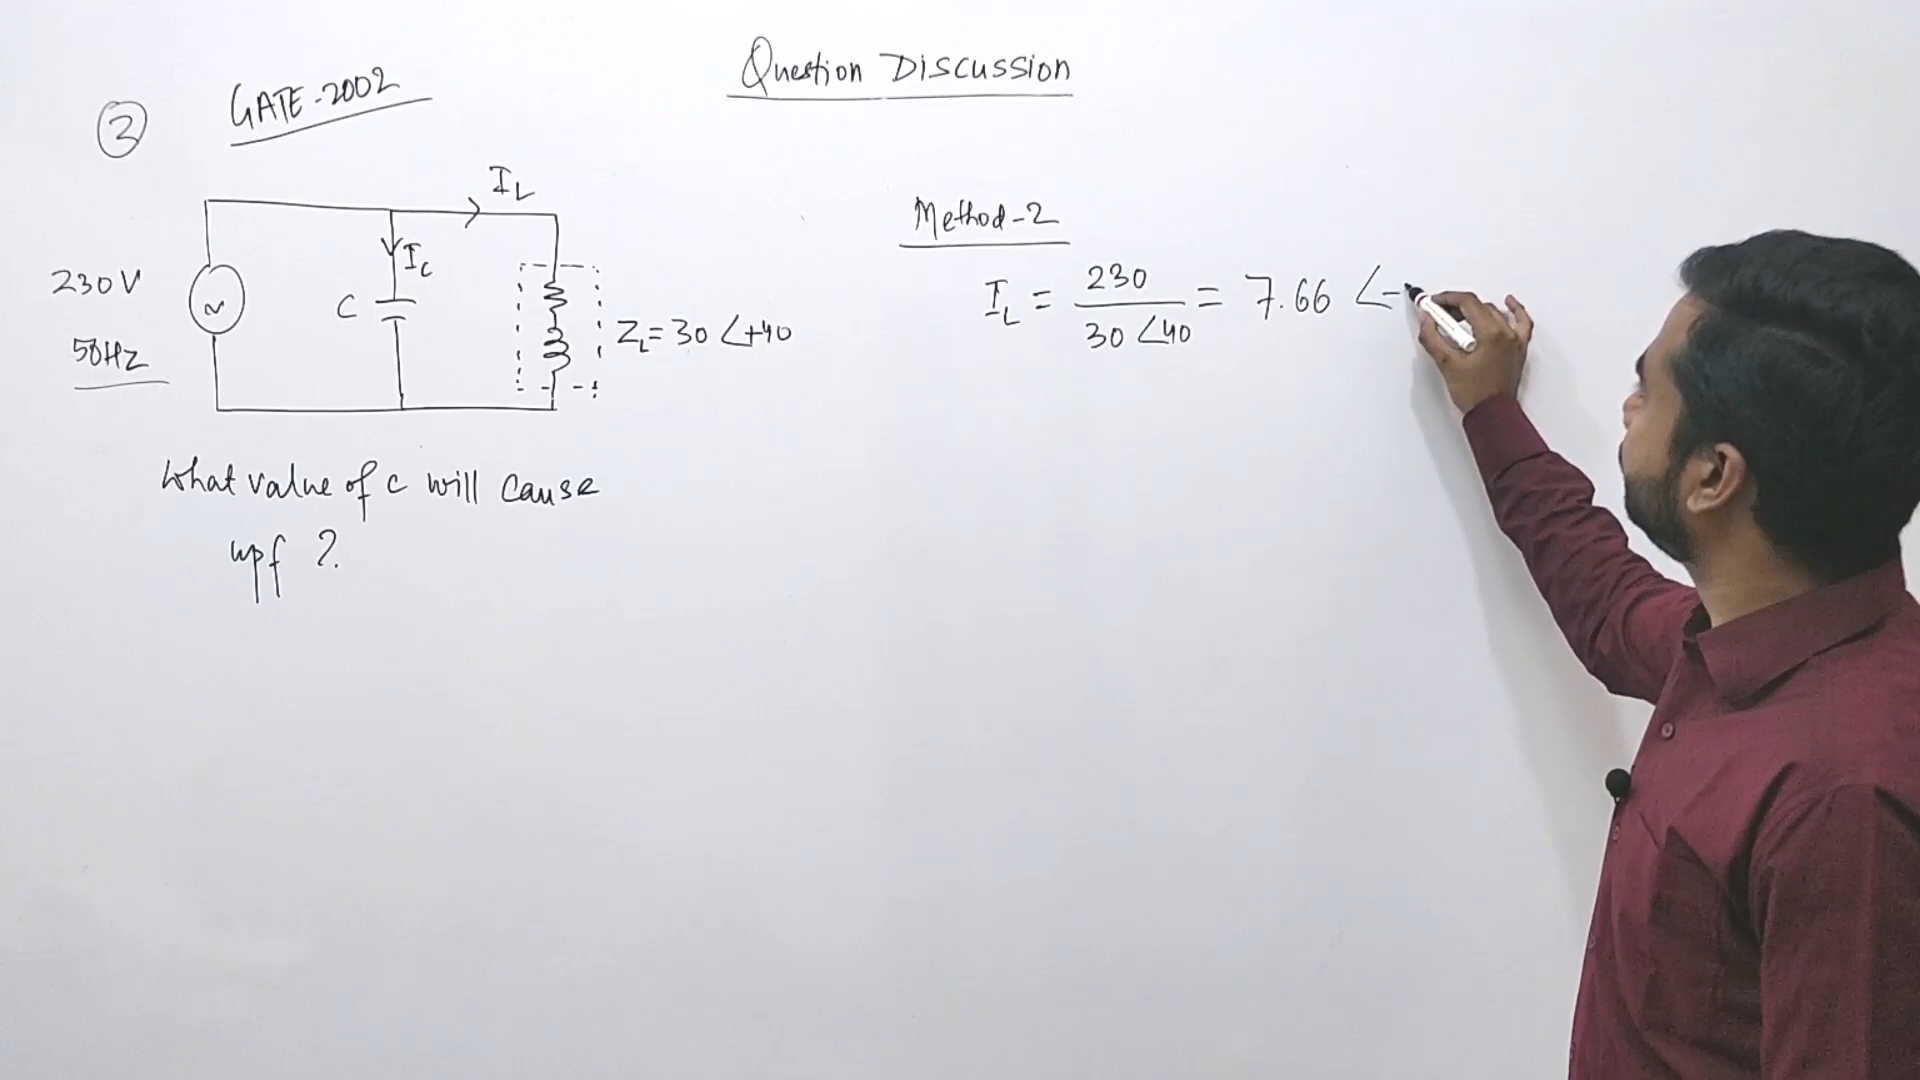 Question Discussion
2
GATE-2002
I_L
I_C
C
230V
50HZ
Z_L = 30 ∠+40
What value of c will cause
upf ?
Method-2
I_L = 230 / 30 ∠40 = 7.66 ∠-